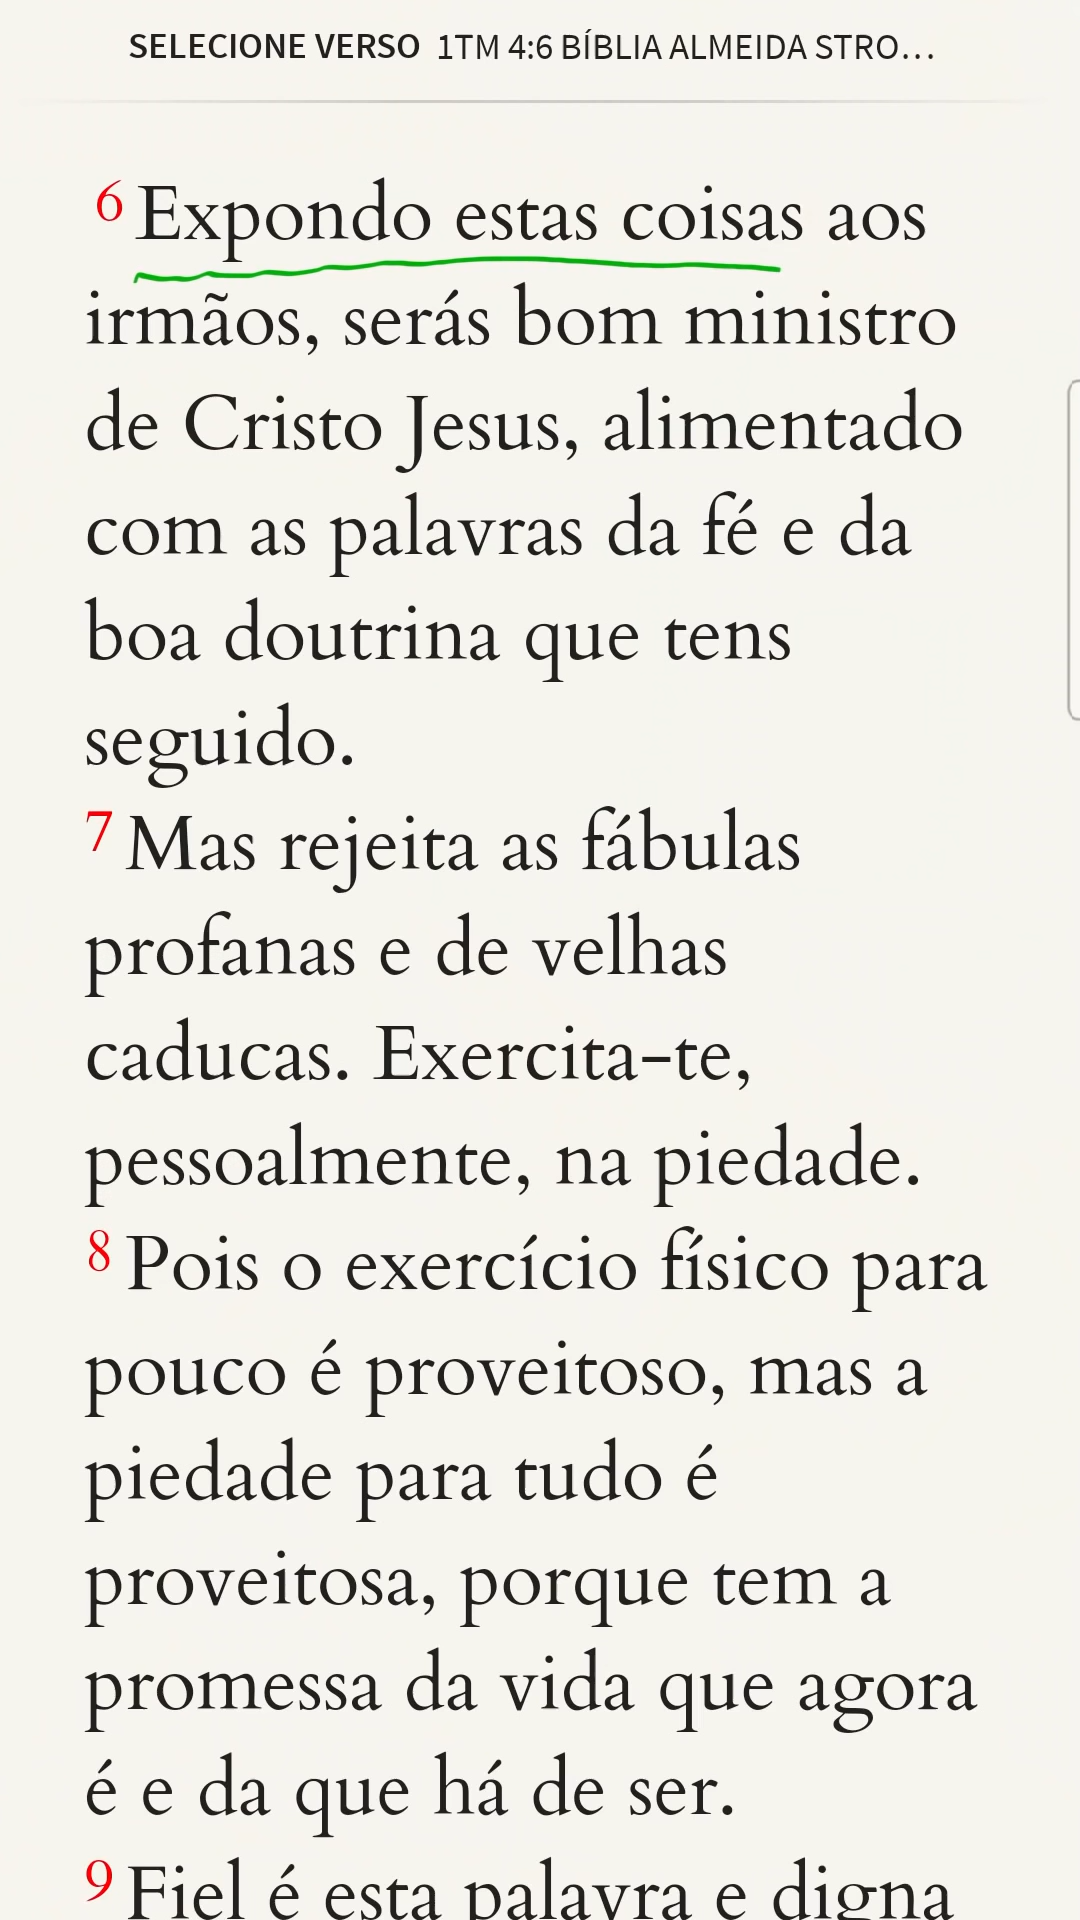 SELECIONE VERSO 1TM 4:6 BÍBLIA ALMEIDA STRO…
6 Expondo estas coisas aos
irmãos, serás bom ministro
de Cristo Jesus, alimentado
com as palavras da fé e da
boa doutrina que tens
seguido.
7 Mas rejeita as fábulas
profanas e de velhas
caducas. Exercita-te,
pessoalmente, na piedade.
8 Pois o exercício físico para
pouco é proveitoso, mas a
piedade para tudo é
proveitosa, porque tem a
promessa da vida que agora
é e da que há de ser.
9 Fiel é esta palavra e digna